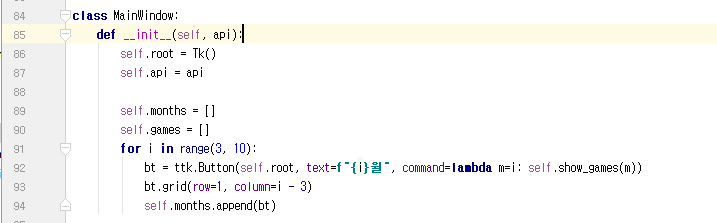 84 class MainWindow:
85 def __init__(self, api):
86 self.root = Tk()
87 self.api = api
88
89 self.months = []
90 self.games = []
91 for i in range(3, 10):
92 bt = ttk.Button(self.root, text=f"{i}월", command=lambda m=i: self.show_games(m))
93 bt.grid(row=1, column=i - 3)
94 self.months.append(bt)